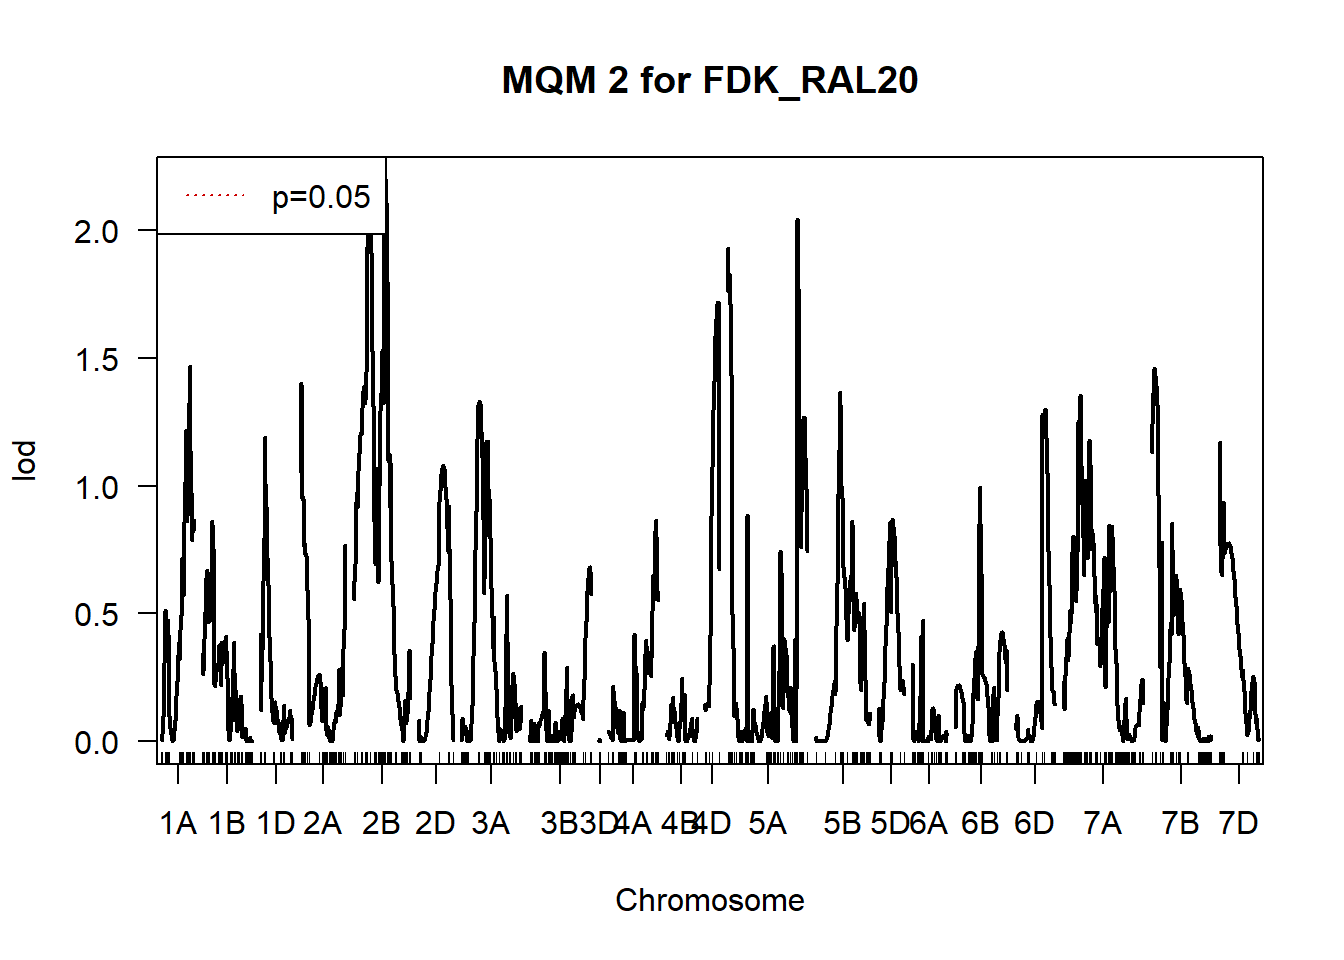 MQM 2 for FDK_RAL20
p=0.05
lod
2.0
1.5
1.0
0.5
0.0
1A 1B 1D 2A 2B 2D 3A 3B 3D 4A 4B 4D 5A 5B 5D 6A 6B 6D 7A 7B 7D
Chromosome